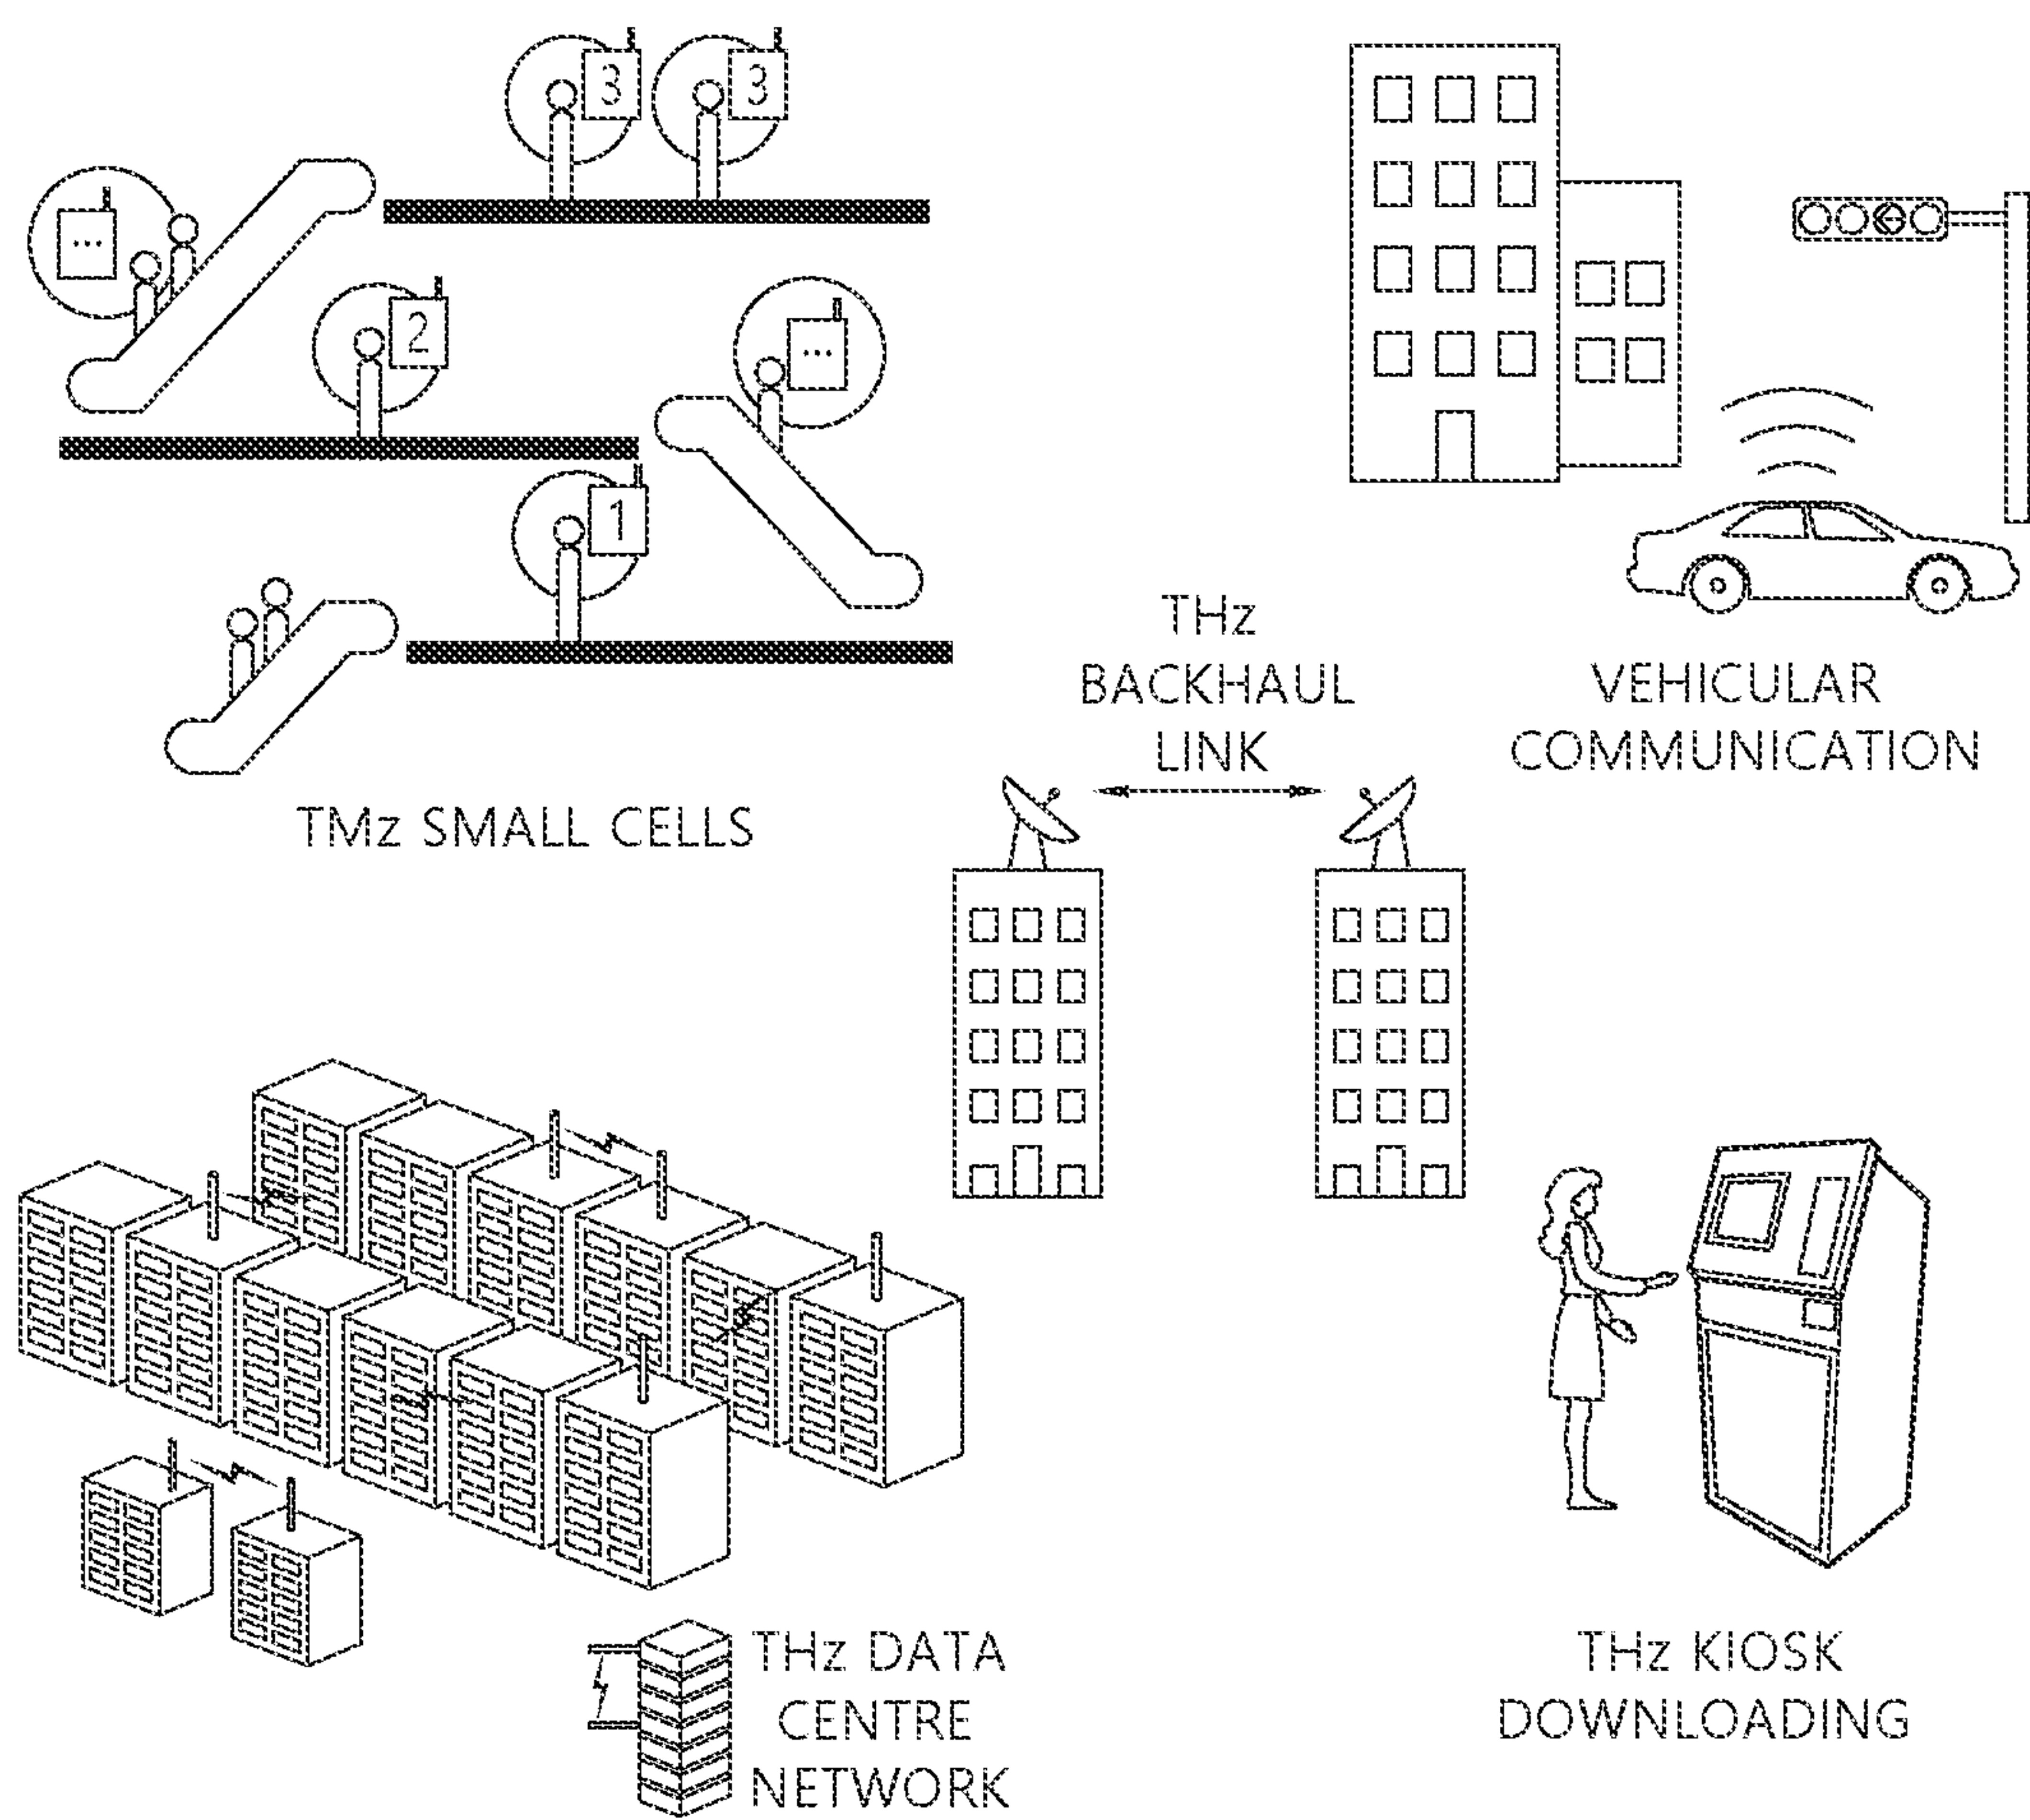 3
3
...
2
...
1
TMz SMALL CELLS
THz
BACKHAUL
LINK
VEHICULAR
COMMUNICATION
THz DATA
CENTRE
NETWORK
THz KIOSK
DOWNLOADING